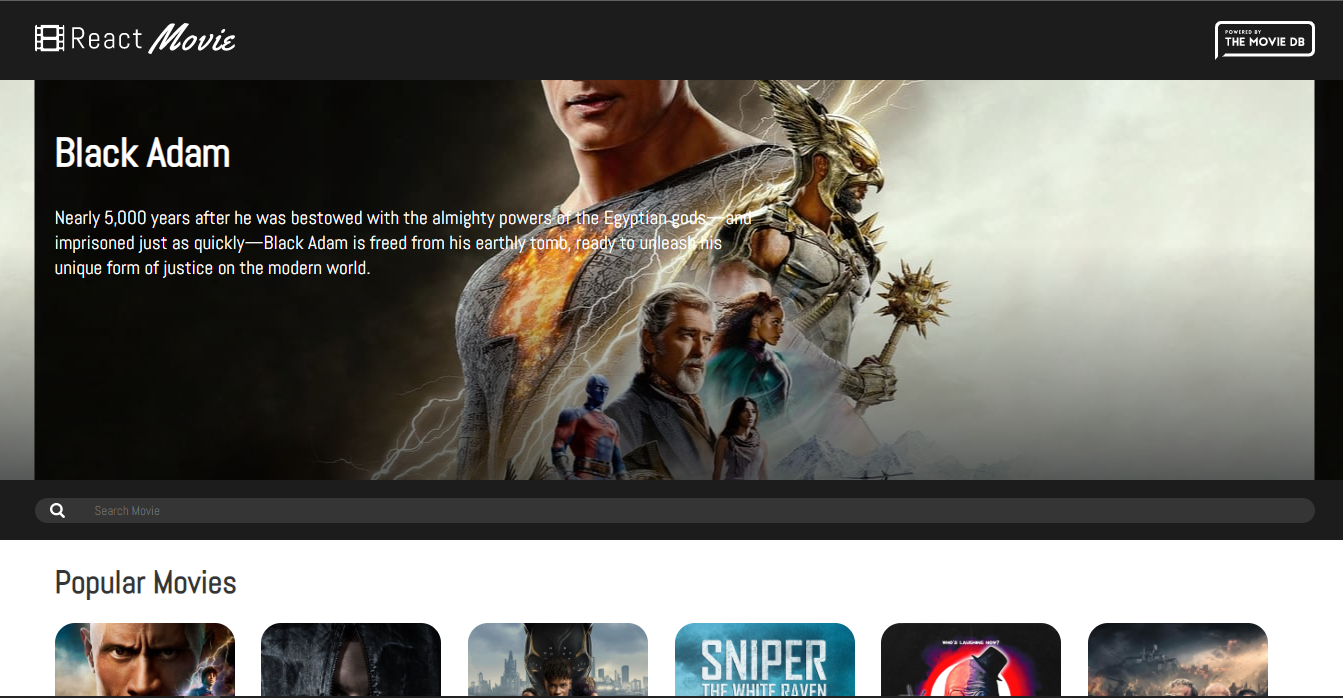 React Movie
POWERED BY
THE MOVIE DB
Black Adam
Nearly 5,000 years after he was bestowed with the almighty powers of the Egyptian gods—and
imprisoned just as quickly—Black Adam is freed from his earthly tomb, ready to unleash his
unique form of justice on the modern world.
Search Movie
Popular Movies
SNIPER
THE WHITE RAVEN
WHO'S LAUGHING NOW?